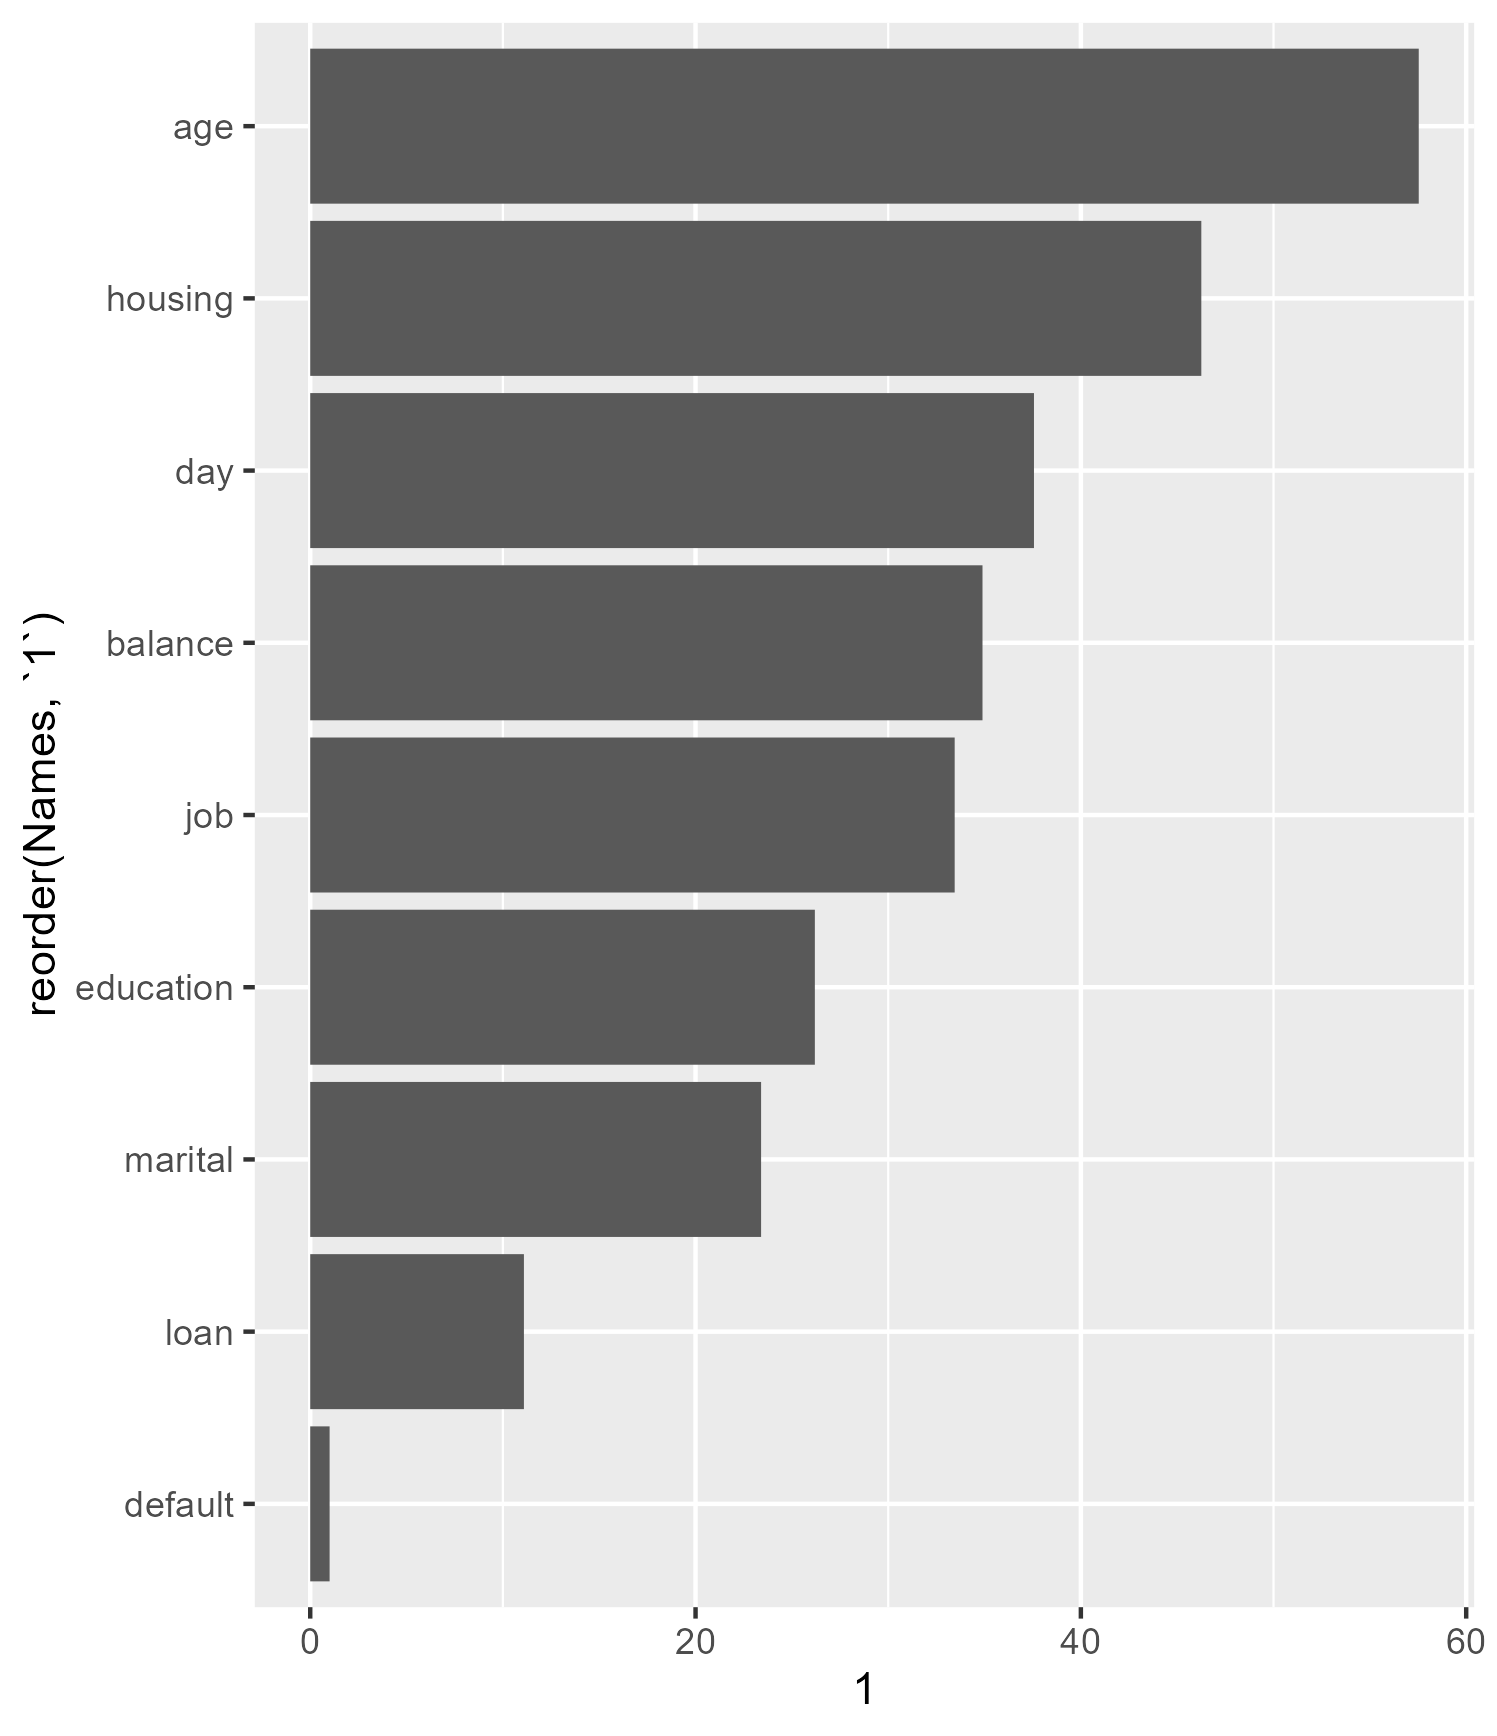 reorder(Names, `1`)
age
housing
day
balance
job
education
marital
loan
default
0 20 40 60
1